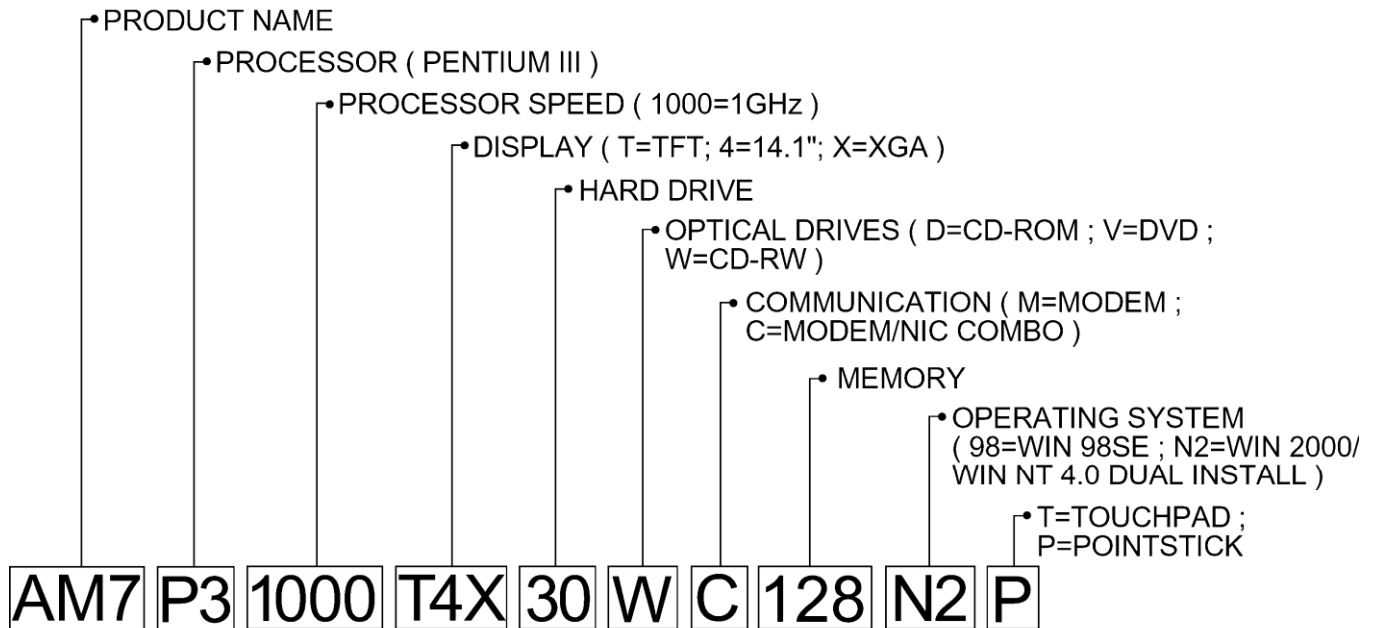 PRODUCT NAME
PROCESSOR ( PENTIUM III )
PROCESSOR SPEED ( 1000=1GHz )
DISPLAY ( T=TFT; 4=14.1"; X=XGA )
HARD DRIVE
OPTICAL DRIVES ( D=CD-ROM ; V=DVD ;
W=CD-RW )
COMMUNICATION ( M=MODEM ;
C=MODEM/NIC COMBO )
MEMORY
OPERATING SYSTEM
( 98=WIN 98SE ; N2=WIN 2000/
WIN NT 4.0 DUAL INSTALL )
T=TOUCHPAD ;
P=POINTSTICK
AM7 P3 1000 T4X 30 W C 128 N2 P